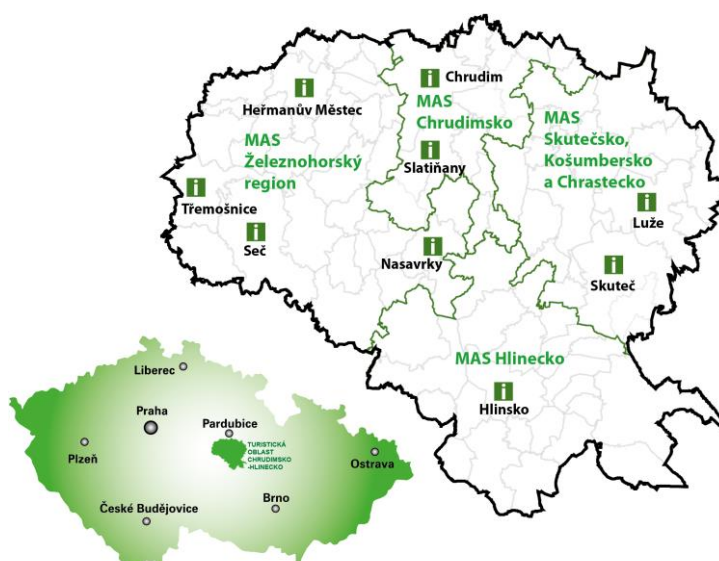 Chrudim
Heřmanův Městec
MAS
Chrudimsko
MAS
Skutečsko,
Košumbersko
a Chrastecko
MAS
Železnohorský
region
Slatiňany
Třemošnice
Luže
Seč
Nasavrky
Skuteč
MAS Hlinecko
Hlinsko
Liberec
Praha
Pardubice
Plzeň
TURISTICKÁ
OBLAST
CHRUDIMSKO
-HLINECKO
Ostrava
České Budějovice
Brno